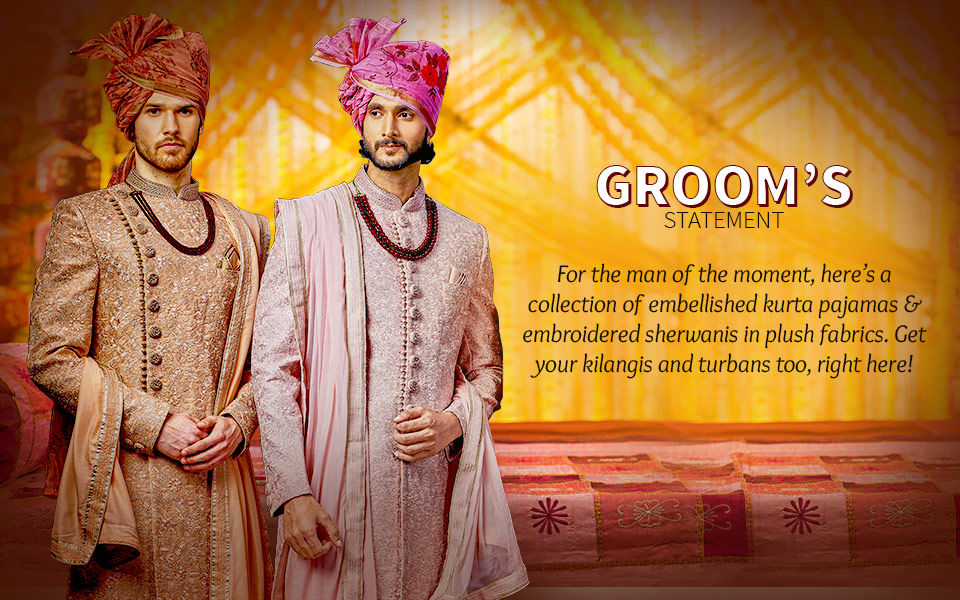 GROOM’S
STATEMENT
For the man of the moment, here’s a
collection of embellished kurta pajamas &
embroidered sherwanis in plush fabrics. Get
your kilangis and turbans too, right here!